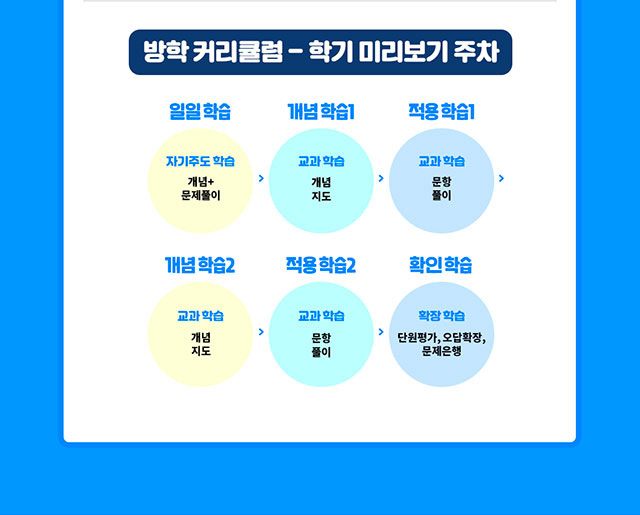 방학 커리큘럼 - 학기 미리보기 주차
일일 학습
개념 학습1
적용 학습1
자기주도 학습
개념+
문제풀이
>
교과 학습
개념
지도
>
교과 학습
문항
풀이
>
개념 학습2
적용 학습2
확인 학습
교과 학습
개념
지도
>
교과 학습
문항
풀이
>
확장 학습
단원평가, 오답확장,
문제은행